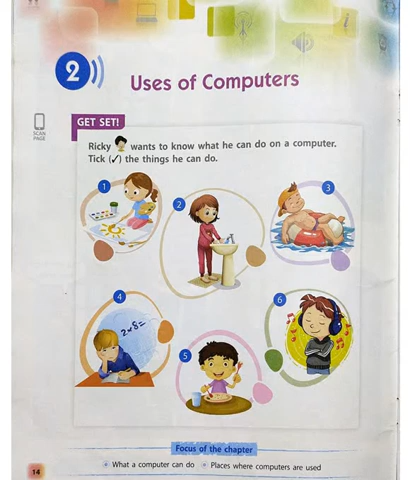 2
Uses of Computers
SCAN
PAGE
GET SET!
Ricky wants to know what he can do on a computer.
Tick (✓) the things he can do.
1
2
3
4
2×8=
5
6
Focus of the chapter
What a computer can do
Places where computers are used
14